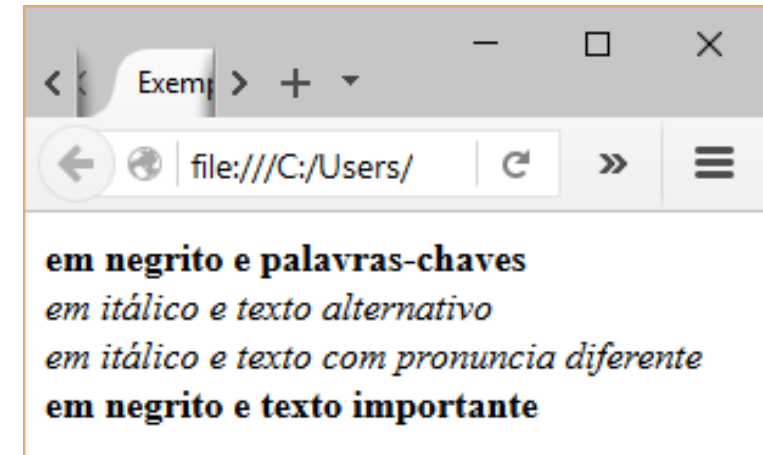 Exemp
file:///C:/Users/
em negrito e palavras-chaves
em itálico e texto alternativo
em itálico e texto com pronuncia diferente
em negrito e texto importante